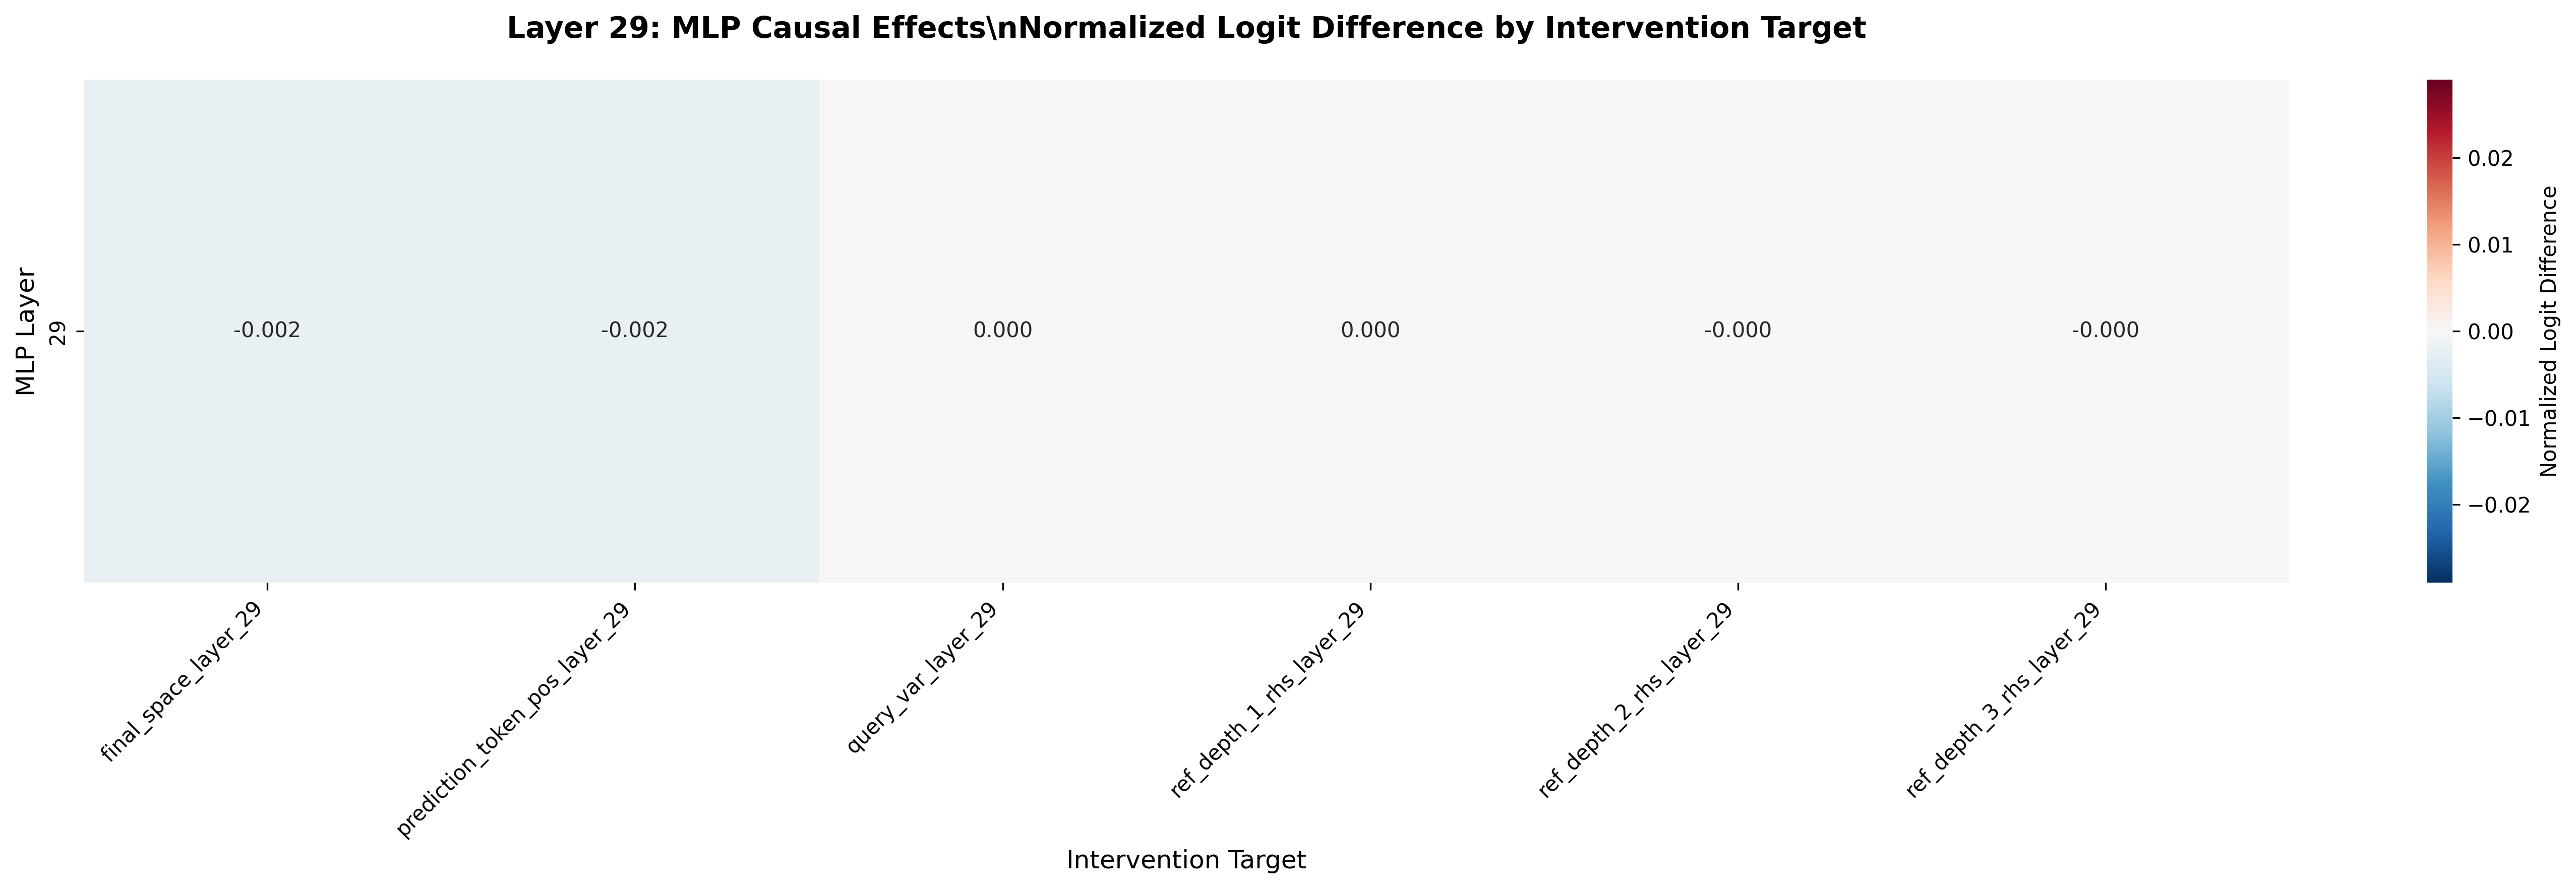 Layer 29: MLP Causal Effects\nNormalized Logit Difference by Intervention Target
MLP Layer
29
-0.002
-0.002
0.000
0.000
-0.000
-0.000
final_space_layer_29
prediction_token_pos_layer_29
query_var_layer_29
ref_depth_1_rhs_layer_29
ref_depth_2_rhs_layer_29
ref_depth_3_rhs_layer_29
Intervention Target
0.02
0.01
0.00
−0.01
−0.02
Normalized Logit Difference